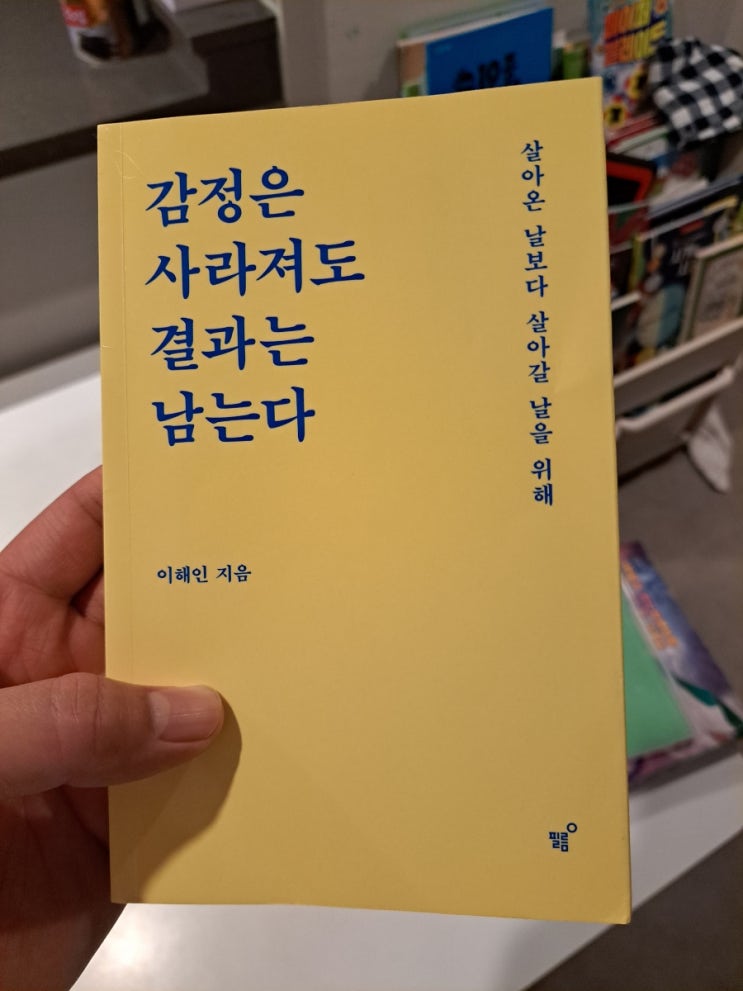 감정은
사라져도
결과는
남는다
살아온 날보다 살아갈 날을 위해
이해인 지음
필름